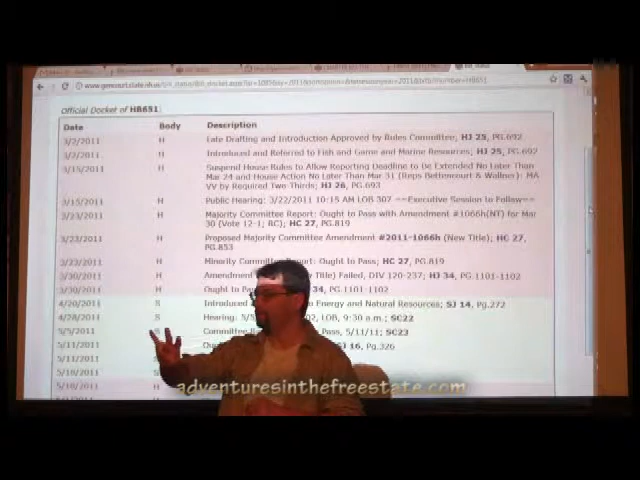 Official Docket of HB651:
Date Body Description
3/2/2011 H Late Drafting and Introduction Approved by Rules Committee; HJ 25, PG.692
3/2/2011 H Introduced and Referred to Fish and Game and Marine Resources; HJ 25, PG.692
3/15/2011 H Suspend House Rules to Allow Reporting Deadline to be Extended No Later Than
Mar 24 and House Action No Later Than Mar 31 (Reps Bettencourt & Wallner): MA
VV by Required Two-Thirds; HJ 26, PG.693
3/15/2011 H Public Hearing: 3/22/2011 10:15 AM LOB 307 ==Executive Session to Follow==
3/23/2011 H Majority Committee Report: Ought to Pass with Amendment #1066h(NT) for Mar
30 (Vote 12-1; RC); HC 27, PG.819
3/23/2011 H Proposed Majority Committee Amendment #2011-1066h (New Title); HC 27,
PG.853
3/23/2011 H Minority Committee Report: Ought to Pass; HC 27, PG.819
3/30/2011 H Amendment Title) Failed, DIV 120-237; HJ 34, PG.1101-1102
3/30/2011 H Ought to 34, PG.1101-1102
4/20/2011 S Introduced Energy and Natural Resources; SJ 14, Pg.272
4/28/2011 S Hearing: LOB, 9:30 a.m.; SC22
5/5/2011 S Committee Pass, 5/11/11; SC23
5/11/2011 SJ 16, Pg.326
5/11/2011 S
5/18/2011 S
5/18/2011 H
adventuresinthefreestate.com